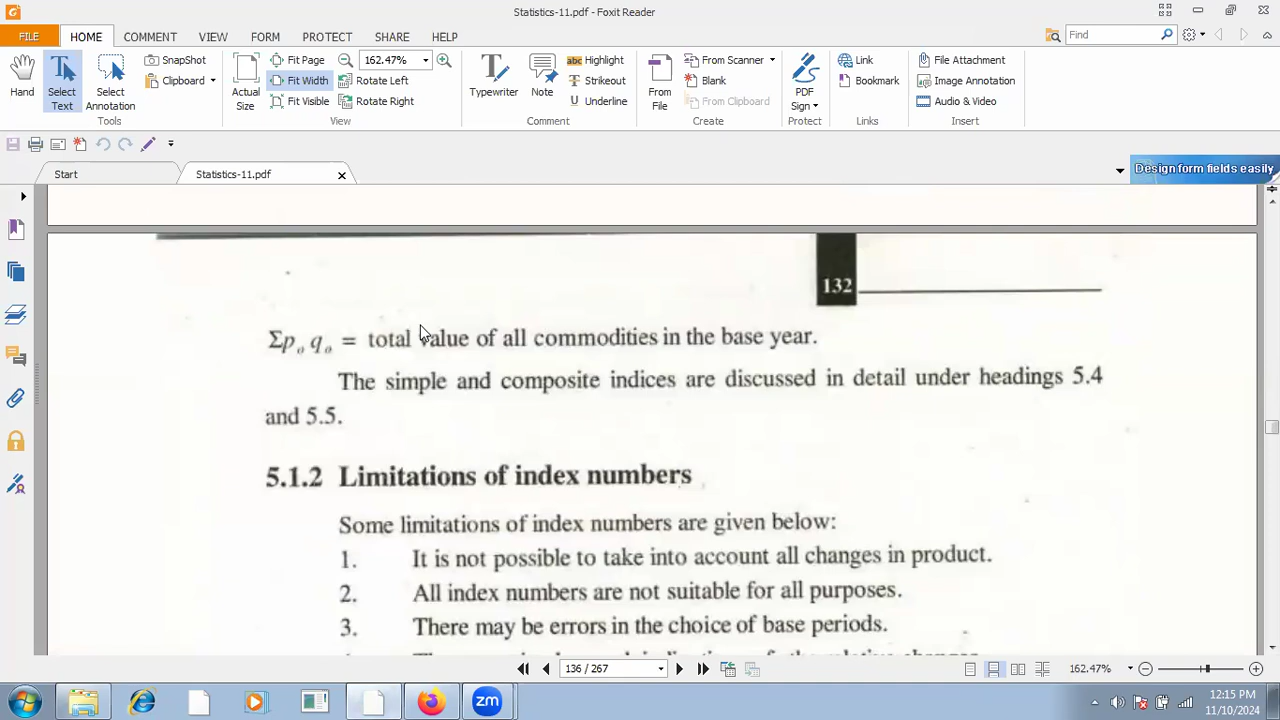 Statistics-11.pdf - Foxit Reader
FILE HOME COMMENT VIEW FORM PROTECT SHARE HELP
Find
Hand
Select Text
Select Annotation
SnapShot
Clipboard
Tools
Actual Size
Fit Page
Fit Width
Fit Visible
162.47%
Rotate Left
Rotate Right
View
Typewriter
Note
Highlight
Strikeout
Underline
Comment
From File
From Scanner
Blank
From Clipboard
Create
PDF Sign
Protect
Link
Bookmark
Links
File Attachment
Image Annotation
Audio & Video
Insert
Start
Statistics-11.pdf
Design form fields easily
132
Σpₒ qₒ = total value of all commodities in the base year.
The simple and composite indices are discussed in detail under headings 5.4
and 5.5.
5.1.2 Limitations of index numbers
Some limitations of index numbers are given below:
1. It is not possible to take into account all changes in product.
2. All index numbers are not suitable for all purposes.
3. There may be errors in the choice of base periods.
136 / 267
162.47%
zm
12:15 PM
11/10/2024